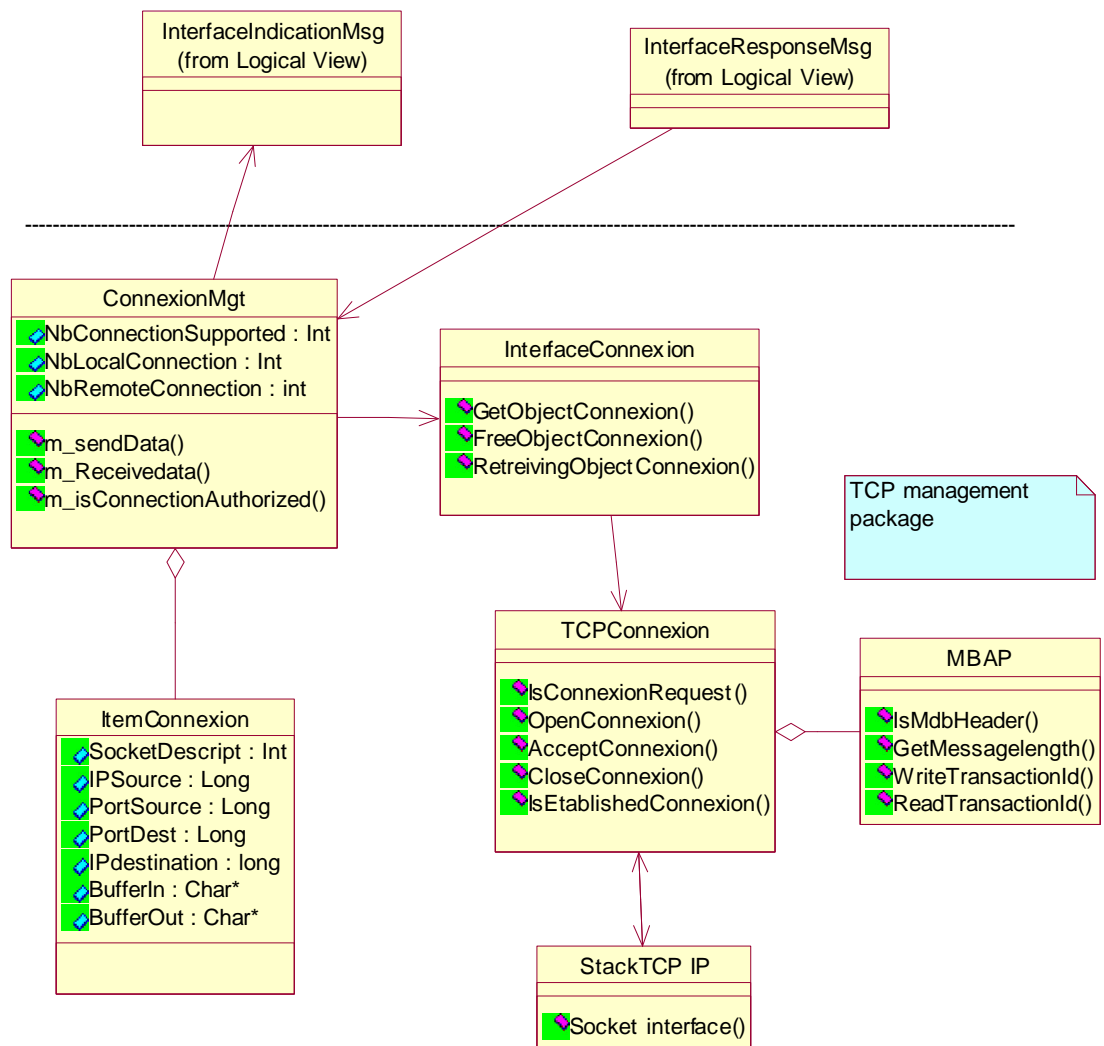 InterfaceIndicationMsg
(from Logical View)
InterfaceResponseMsg
(from Logical View)
ConnexionMgt
NbConnectionSupported : Int
NbLocalConnection : Int
NbRemoteConnection : int
m_sendData()
m_Receivedata()
m_isConnectionAuthorized()
InterfaceConnexion
GetObjectConnexion()
FreeObjectConnexion()
RetreivingObjectConnexion()
TCP management
package
TCPConnexion
IsConnexionRequest()
OpenConnexion()
AcceptConnexion()
CloseConnexion()
IsEtablishedConnexion()
MBAP
IsMdbHeader()
GetMessagelength()
WriteTransactionId()
ReadTransactionId()
ItemConnexion
SocketDescript : Int
IPSource : Long
PortSource : Long
PortDest : Long
IPdestination : long
BufferIn : Char*
BufferOut : Char*
StackTCP IP
Socket interface()